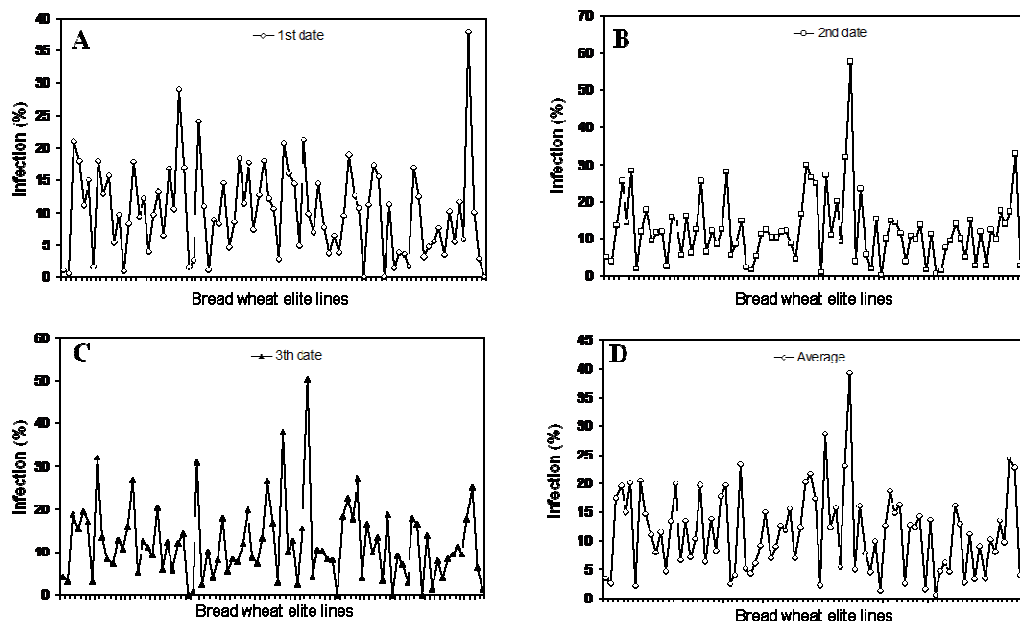 A
1st date
Infection (%)
40
35
30
25
20
15
10
5
0
Bread wheat elite lines
B
2nd date
Infection (%)
70
60
50
40
30
20
10
0
Bread wheat elite lines
C
3th date
Infection (%)
60
50
40
30
20
10
0
Bread wheat elite lines
D
Average
Infection (%)
45
40
35
30
25
20
15
10
5
0
Bread wheat elite lines